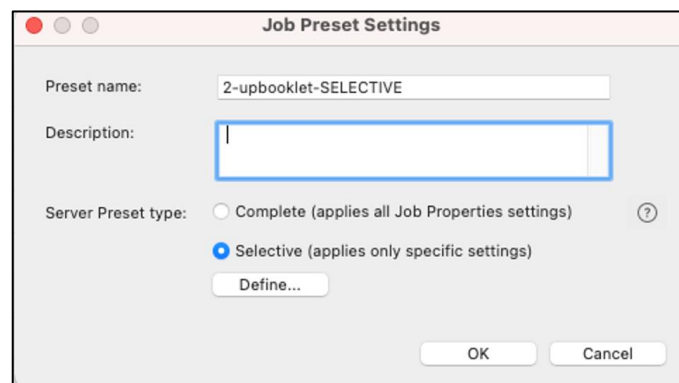 Job Preset Settings
Preset name: 2-upbooklet-SELECTIVE
Description:
Server Preset type: Complete (applies all Job Properties settings) ?
Selective (applies only specific settings)
Define...
OK Cancel